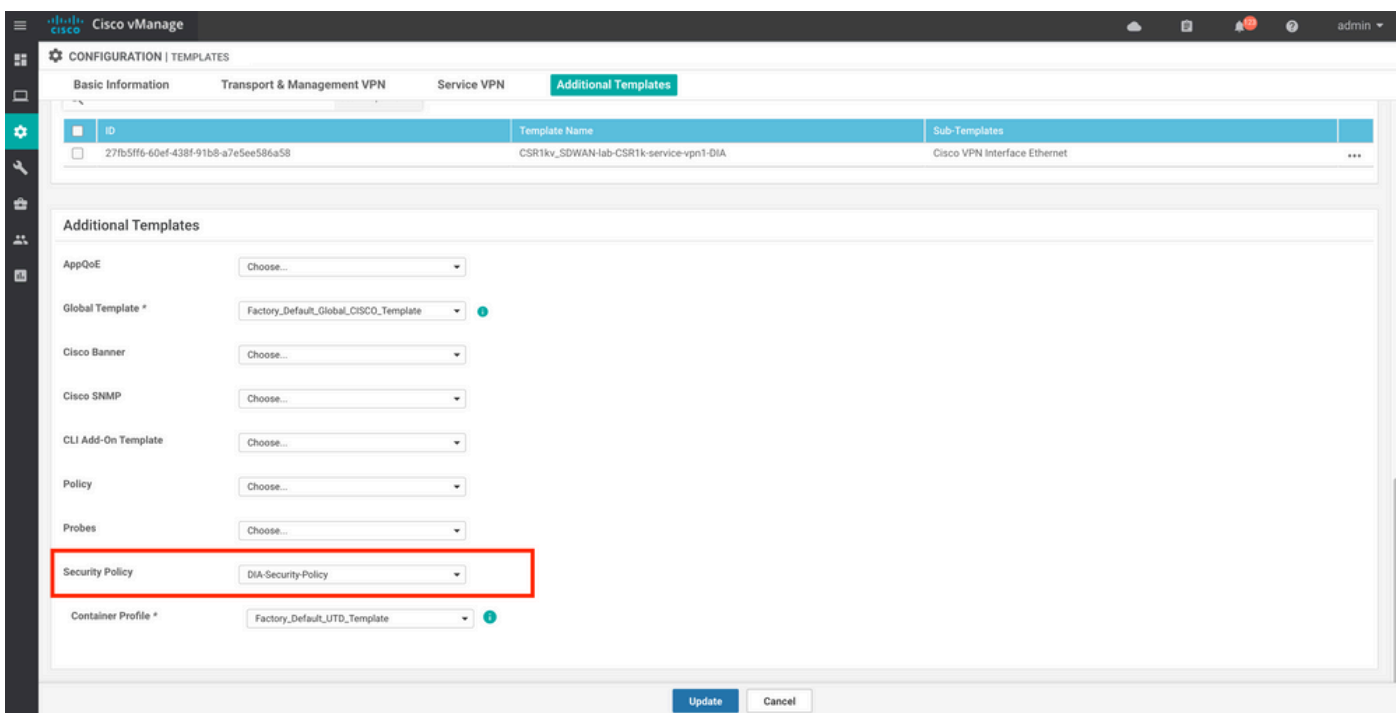 cisco Cisco vManage 123 admin
CONFIGURATION | TEMPLATES
Basic Information Transport & Management VPN Service VPN Additional Templates
ID Template Name Sub-Templates
27fb5ff6-60ef-438f-91b8-a7e5ee586a58 CSR1kv_SDWAN-lab-CSR1k-service-vpn1-DIA Cisco VPN Interface Ethernet
Additional Templates
AppQoE Choose...
Global Template * Factory_Default_Global_CISCO_Template
Cisco Banner Choose...
Cisco SNMP Choose...
CLI Add-On Template Choose...
Policy Choose...
Probes Choose...
Security Policy DIA-Security-Policy
Container Profile * Factory_Default_UTD_Template
Update Cancel